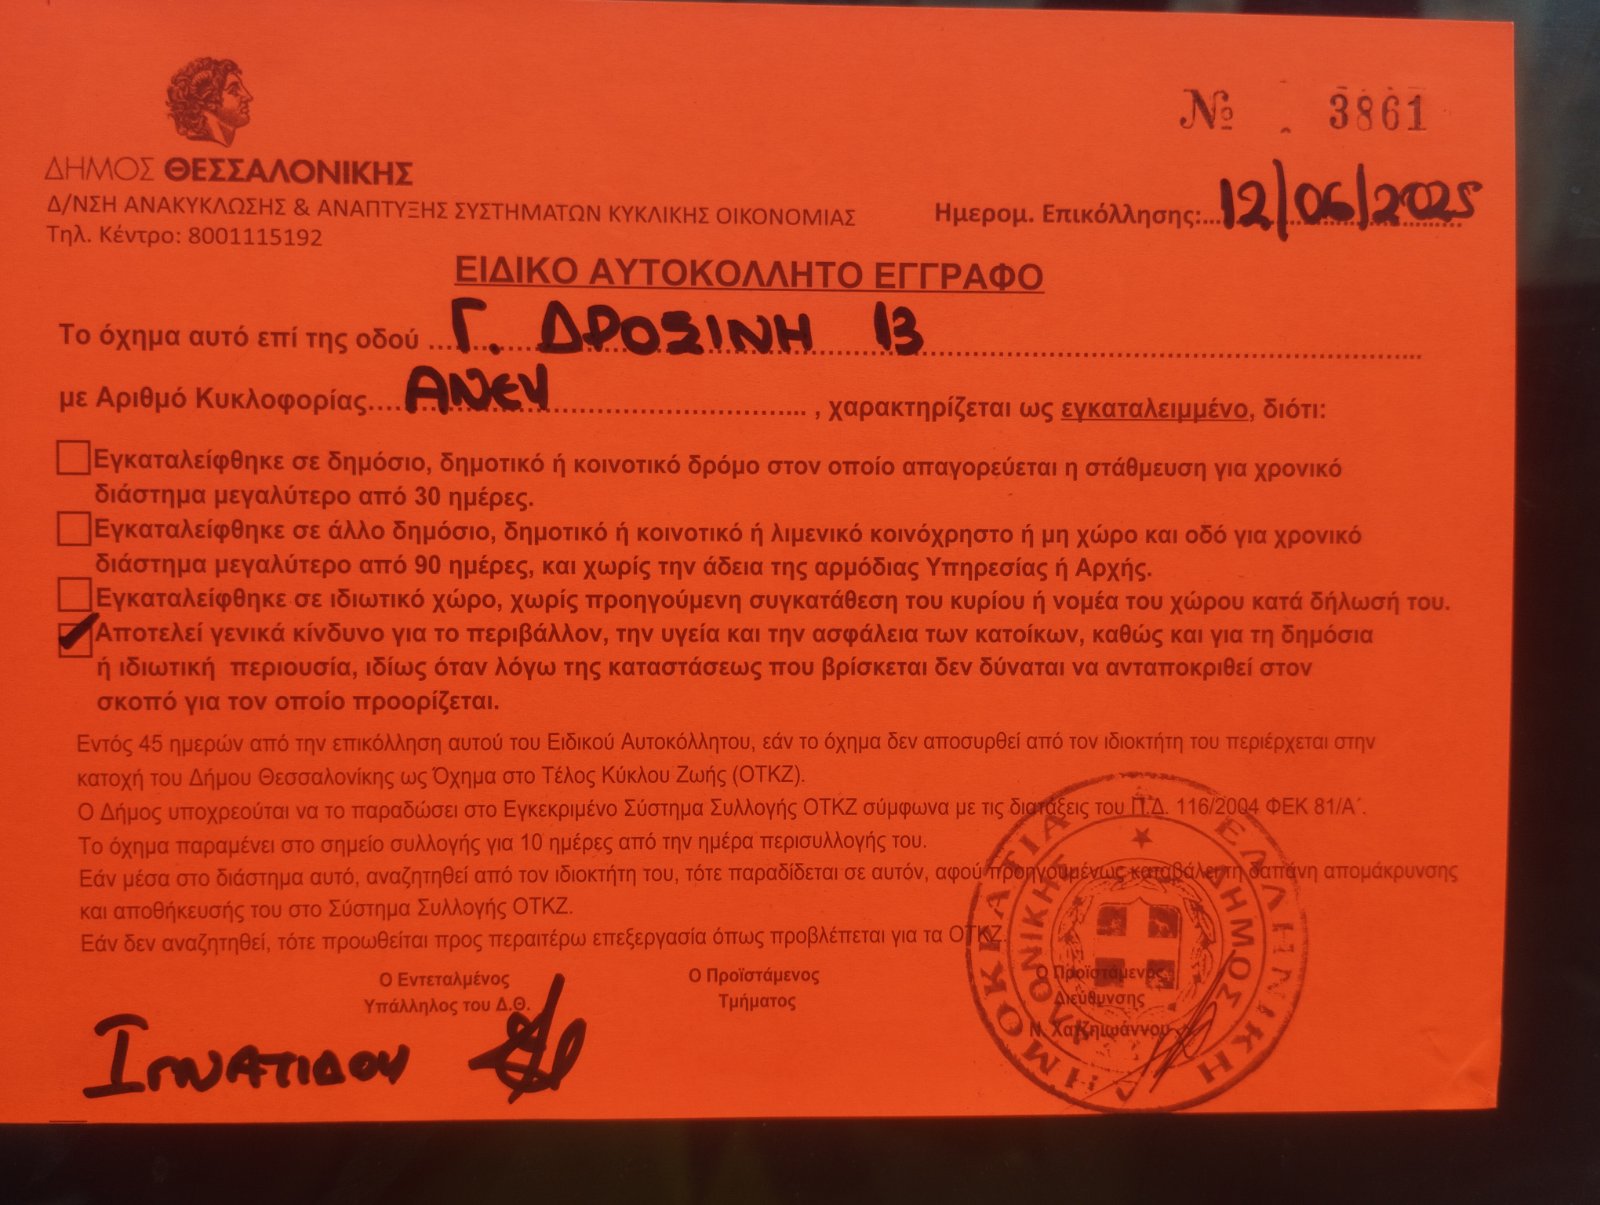 ΔΗΜΟΣ ΘΕΣΣΑΛΟΝΙΚΗΣ
Δ/ΝΣΗ ΑΝΑΚΥΚΛΩΣΗΣ & ΑΝΑΠΤΥΞΗΣ ΣΥΣΤΗΜΑΤΩΝ ΚΥΚΛΙΚΗΣ ΟΙΚΟΝΟΜΙΑΣ
Τηλ. Κέντρο: 8001115192
№ 3861
Ημερομ. Επικόλλησης:..12/06/2025
ΕΙΔΙΚΟ ΑΥΤΟΚΟΛΛΗΤΟ ΕΓΓΡΑΦΟ
Το όχημα αυτό επί της οδού ... Γ. ΔΡΟΣΙΝΗ 13
με Αριθμό Κυκλοφορίας.... ΑΝΕΥ ..., χαρακτηρίζεται ως εγκαταλειμμένο, διότι:
Εγκαταλείφθηκε σε δημόσιο, δημοτικό ή κοινοτικό δρόμο στον οποίο απαγορεύεται η στάθμευση για χρονικό
διάστημα μεγαλύτερο από 30 ημέρες.
Εγκαταλείφθηκε σε άλλο δημόσιο, δημοτικό ή κοινοτικό ή λιμενικό κοινόχρηστο ή μη χώρο και οδό για χρονικό
διάστημα μεγαλύτερο από 90 ημέρες, και χωρίς την άδεια της αρμόδιας Υπηρεσίας ή Αρχής.
Εγκαταλείφθηκε σε ιδιωτικό χώρο, χωρίς προηγούμενη συγκατάθεση του κυρίου ή νομέα του χώρου κατά δήλωσή του.
Αποτελεί γενικά κίνδυνο για το περιβάλλον, την υγεία και την ασφάλεια των κατοίκων, καθώς και για τη δημόσια
ή ιδιωτική περιουσία, ιδίως όταν λόγω της καταστάσεως που βρίσκεται δεν δύναται να ανταποκριθεί στον
σκοπό για τον οποίο προορίζεται.
Εντός 45 ημερών από την επικόλληση αυτού του Ειδικού Αυτοκόλλητου, εάν το όχημα δεν αποσυρθεί από τον ιδιοκτήτη του περιέρχεται στην
κατοχή του Δήμου Θεσσαλονίκης ως Όχημα στο Τέλος Κύκλου Ζωής (ΟΤΚΖ).
Ο Δήμος υποχρεούται να το παραδώσει στο Εγκεκριμένο Σύστημα Συλλογής ΟΤΚΖ σύμφωνα με τις διατάξεις του Π.Δ. 116/2004 ΦΕΚ 81/Α΄.
Το όχημα παραμένει στο σημείο συλλογής για 10 ημέρες από την ημέρα περισυλλογής του.
Εάν μέσα στο διάστημα αυτό, αναζητηθεί από τον ιδιοκτήτη του, τότε παραδίδεται σε αυτόν, αφού προηγουμένως καταβάλει τη δαπάνη απομάκρυνσης
και αποθήκευσής του στο Σύστημα Συλλογής ΟΤΚΖ.
Εάν δεν αναζητηθεί, τότε προωθείται προς περαιτέρω επεξεργασία όπως προβλέπεται για τα ΟΤΚΖ.
Ο Εντεταλμένος
Υπάλληλος του Δ.Θ.
Ο Προϊστάμενος
Τμήματος
Ο Προϊστάμενος
Διεύθυνσης
Ν. Χατζηιωάννου
ΙΓΝΑΤΙΔΟΥ
ΕΛΛΗΝΙΚΗ ΔΗΜΟΚΡΑΤΙΑ
ΔΗΜΟΣ ΘΕΣΣΑΛΟΝΙΚΗΣ